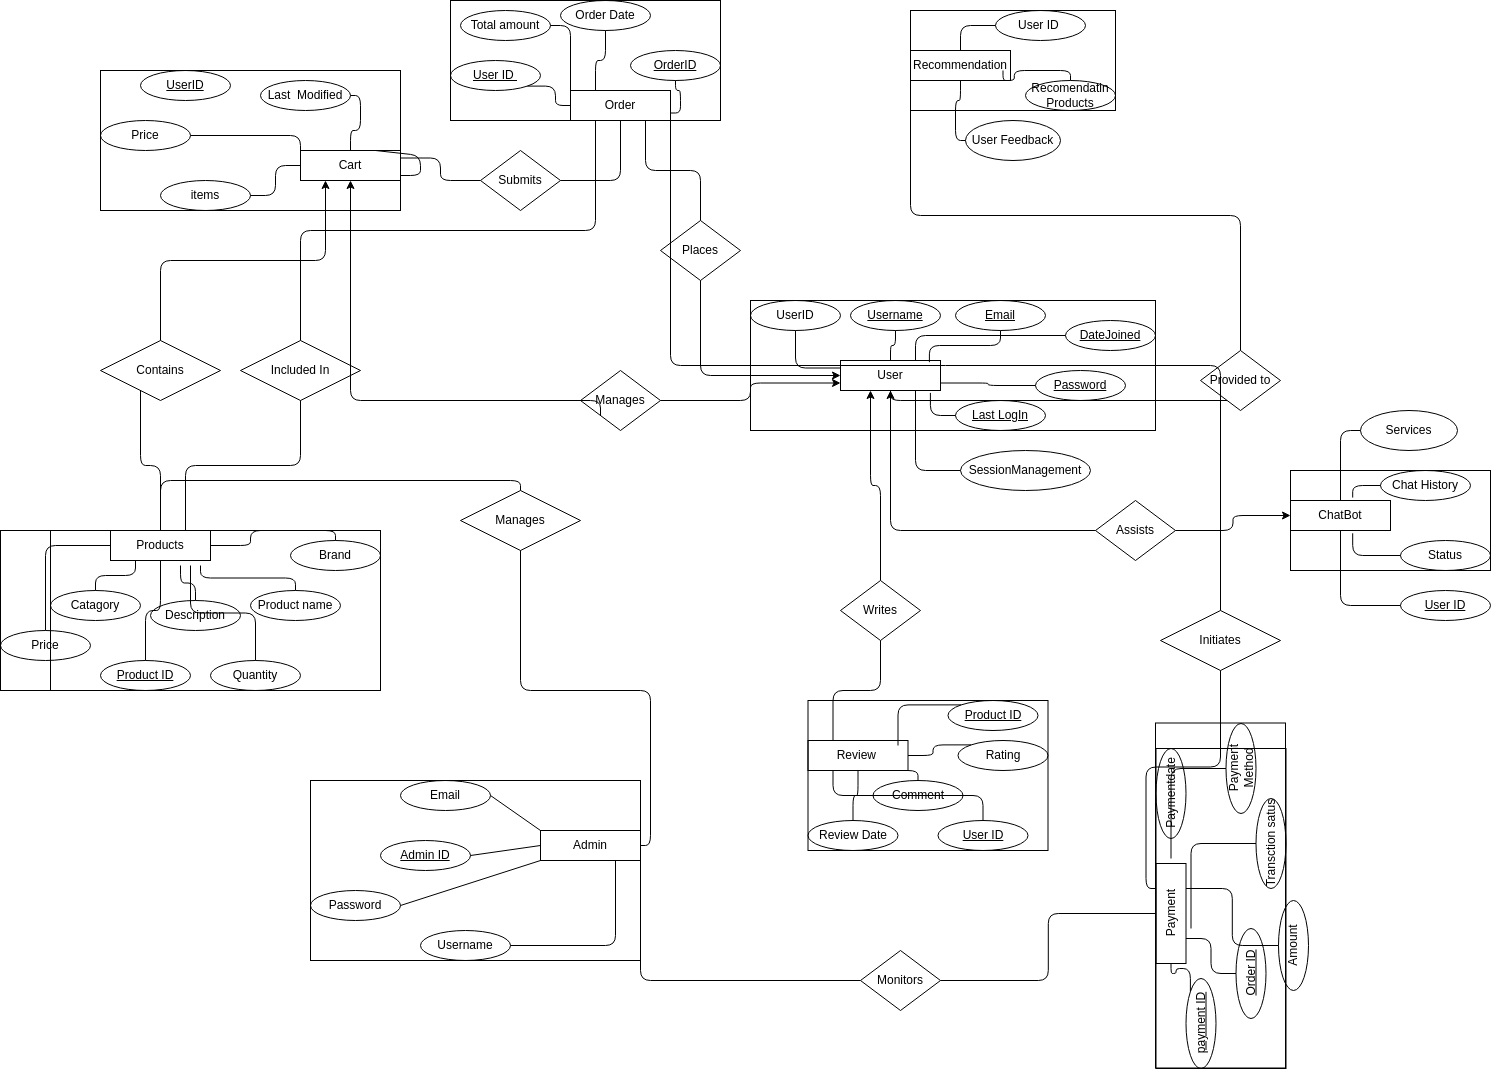 Total amount
Order Date
User ID
OrderID
Order
User ID
Recommendation
Recomendatin
Products
User Feedback
UserID
Last  Modified
Price
Cart
items
Submits
Places
UserID
Username
Email
DateJoined
User
Password
Last LogIn
SessionManagement
Contains
Included In
Manages
Provided to
Services
Chat History
ChatBot
Status
User ID
Manages
Assists
Products
Brand
Catagory
Description
Product name
Price
Product ID
Quantity
Writes
Initiates
Product ID
Review
Rating
Comment
Review Date
User ID
Email
Admin
Admin ID
Password
Username
Monitors
Paymentdate
Payment
Method
Transction satus
Payment
Amount
Order ID
payment ID